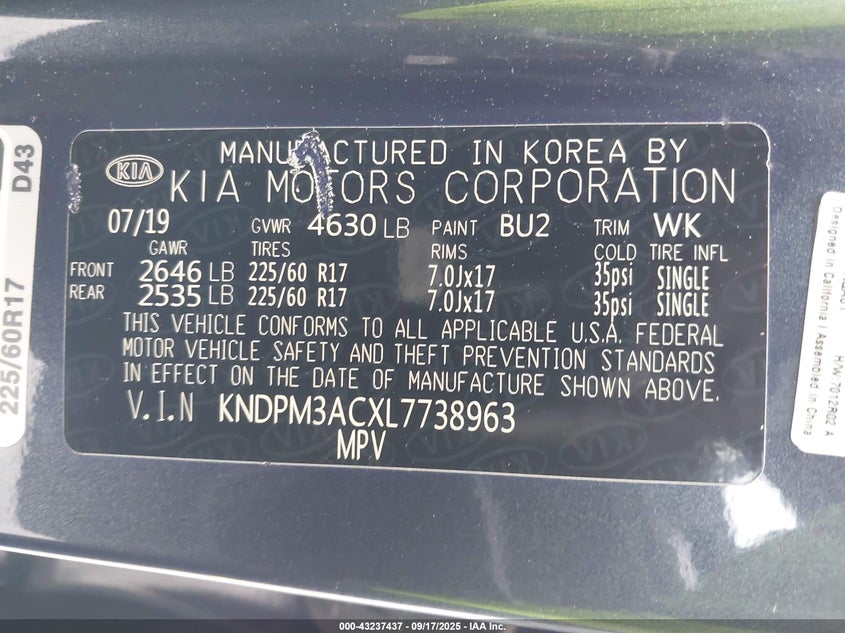 MANUFACTURED IN KOREA BY
KIA KIA MOTORS CORPORATION
07/19 GVWR 4630 LB PAINT BU2 TRIM WK
GAWR TIRES RIMS COLD TIRE INFL
FRONT 2646 LB 225/60 R17 7.0Jx17 35psi SINGLE
REAR 2535 LB 225/60 R17 7.0Jx17 35psi SINGLE
THIS VEHICLE CONFORMS TO ALL APPLICABLE U.S.A. FEDERAL
MOTOR VEHICLE SAFETY AND THEFT PREVENTION STANDARDS
IN EFFECT ON THE DATE OF MANUFACTURE SHOWN ABOVE.
V.I.N KNDPM3ACXL7738963
MPV
225/60R17 D43
Designed in California | Assembled in China
H/W 7012R02 A
000-43237437 - 09/17/2025 - IAA Inc.